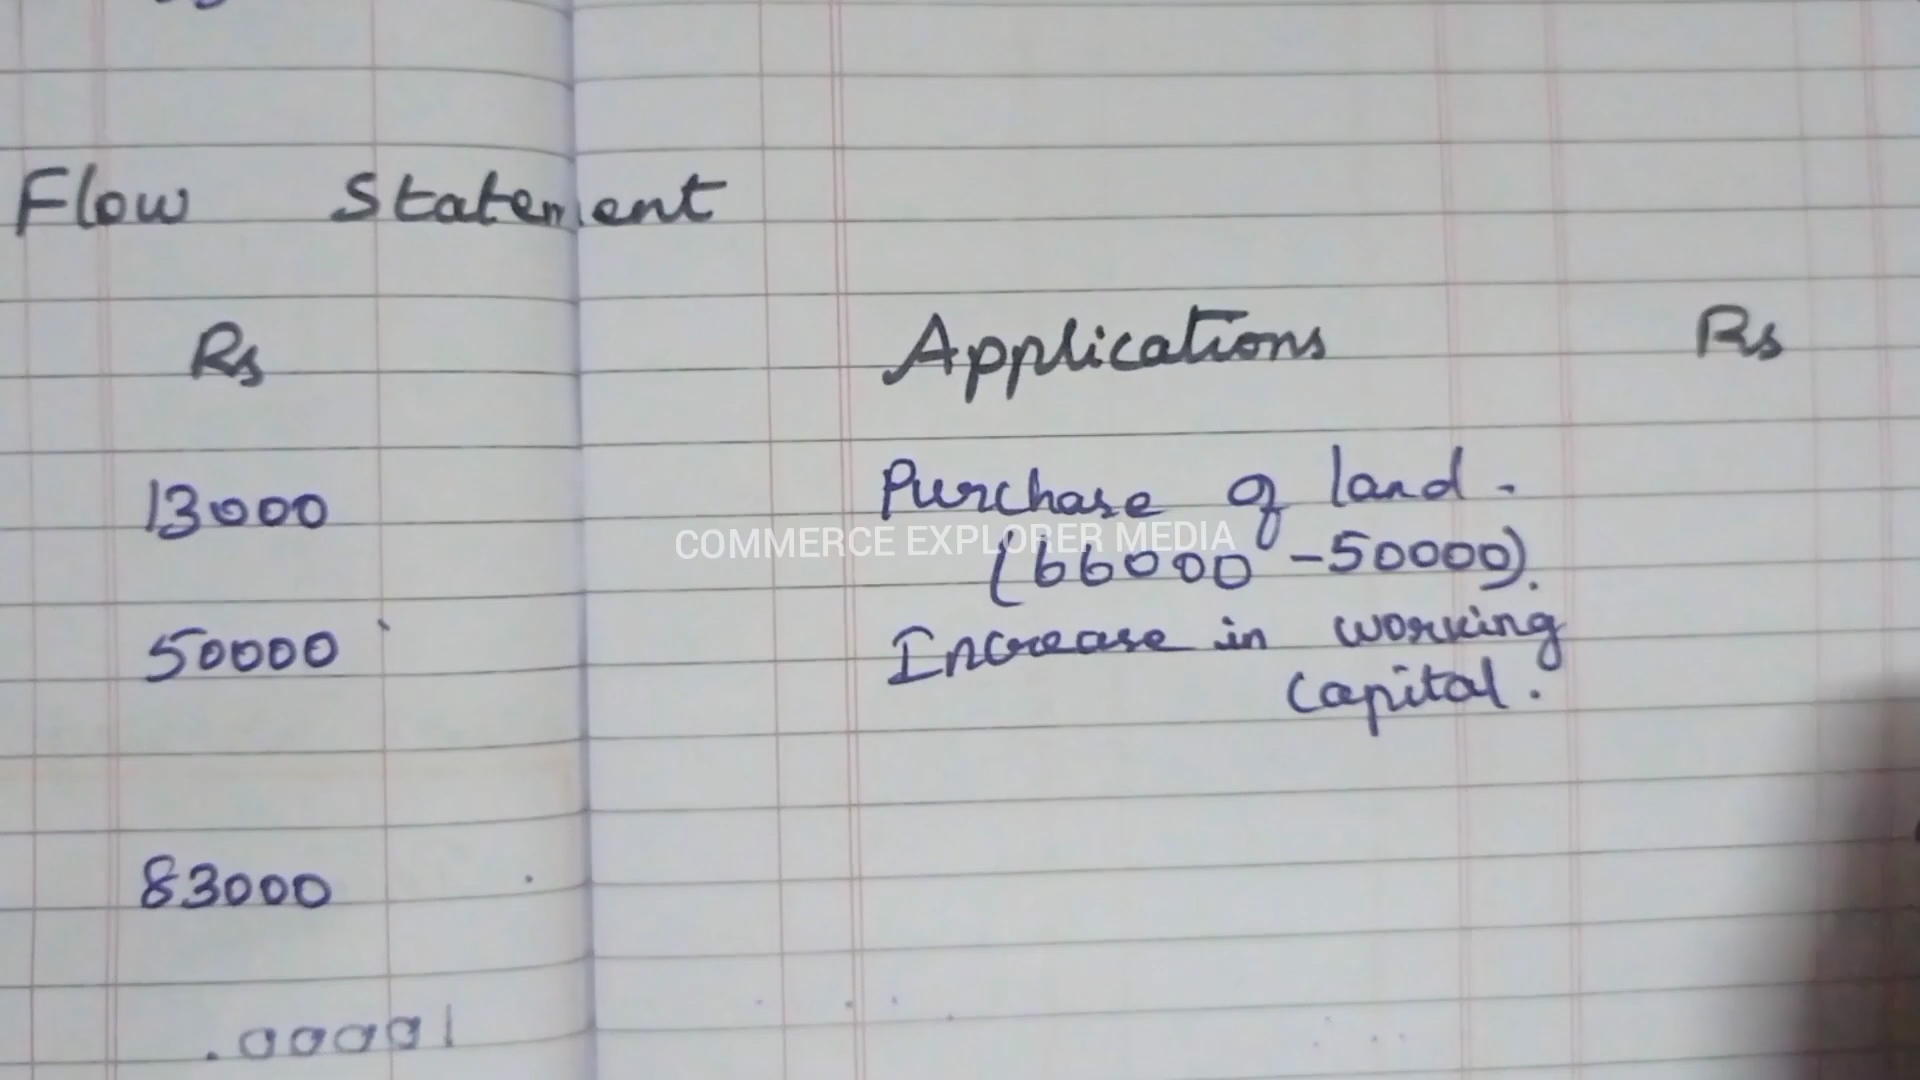 Flow Statement
Rs Applications Rs
13000 Purchase of land.
COMMERCE EXPLORER MEDIA
(66000 - 50000).
50000 Increase in working
capital.
83000